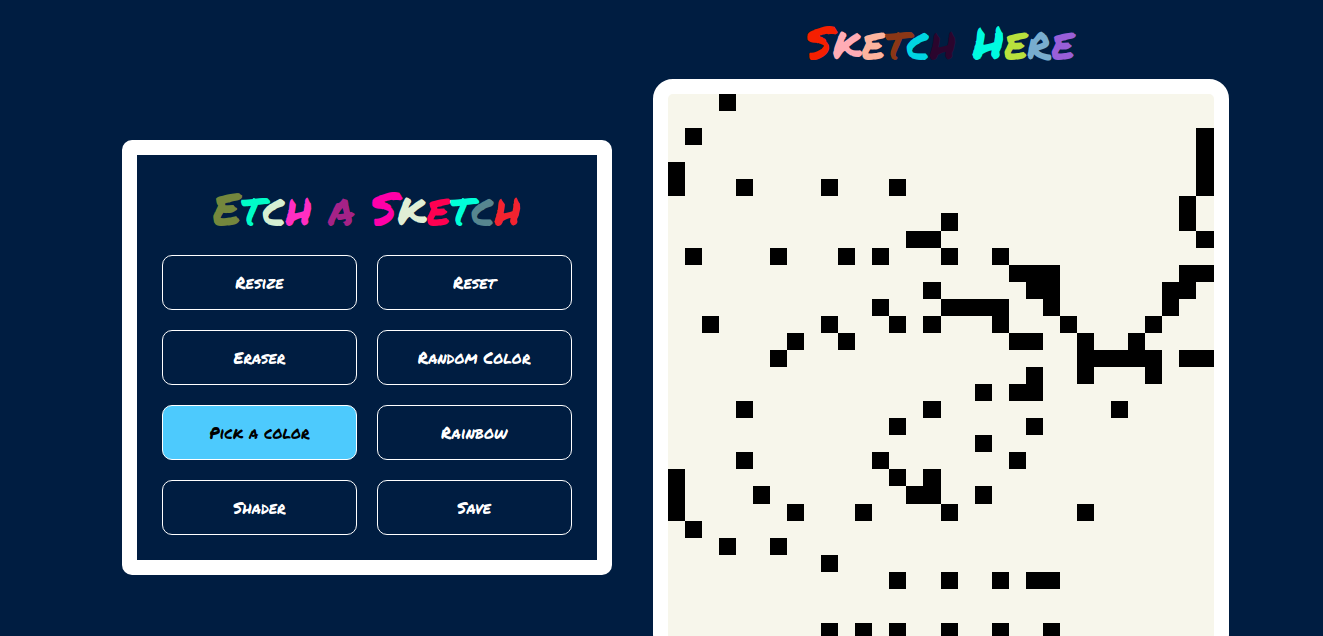 Sketch Here
Etch a Sketch
Resize
Reset
Eraser
Random Color
Pick a color
Rainbow
Shader
Save